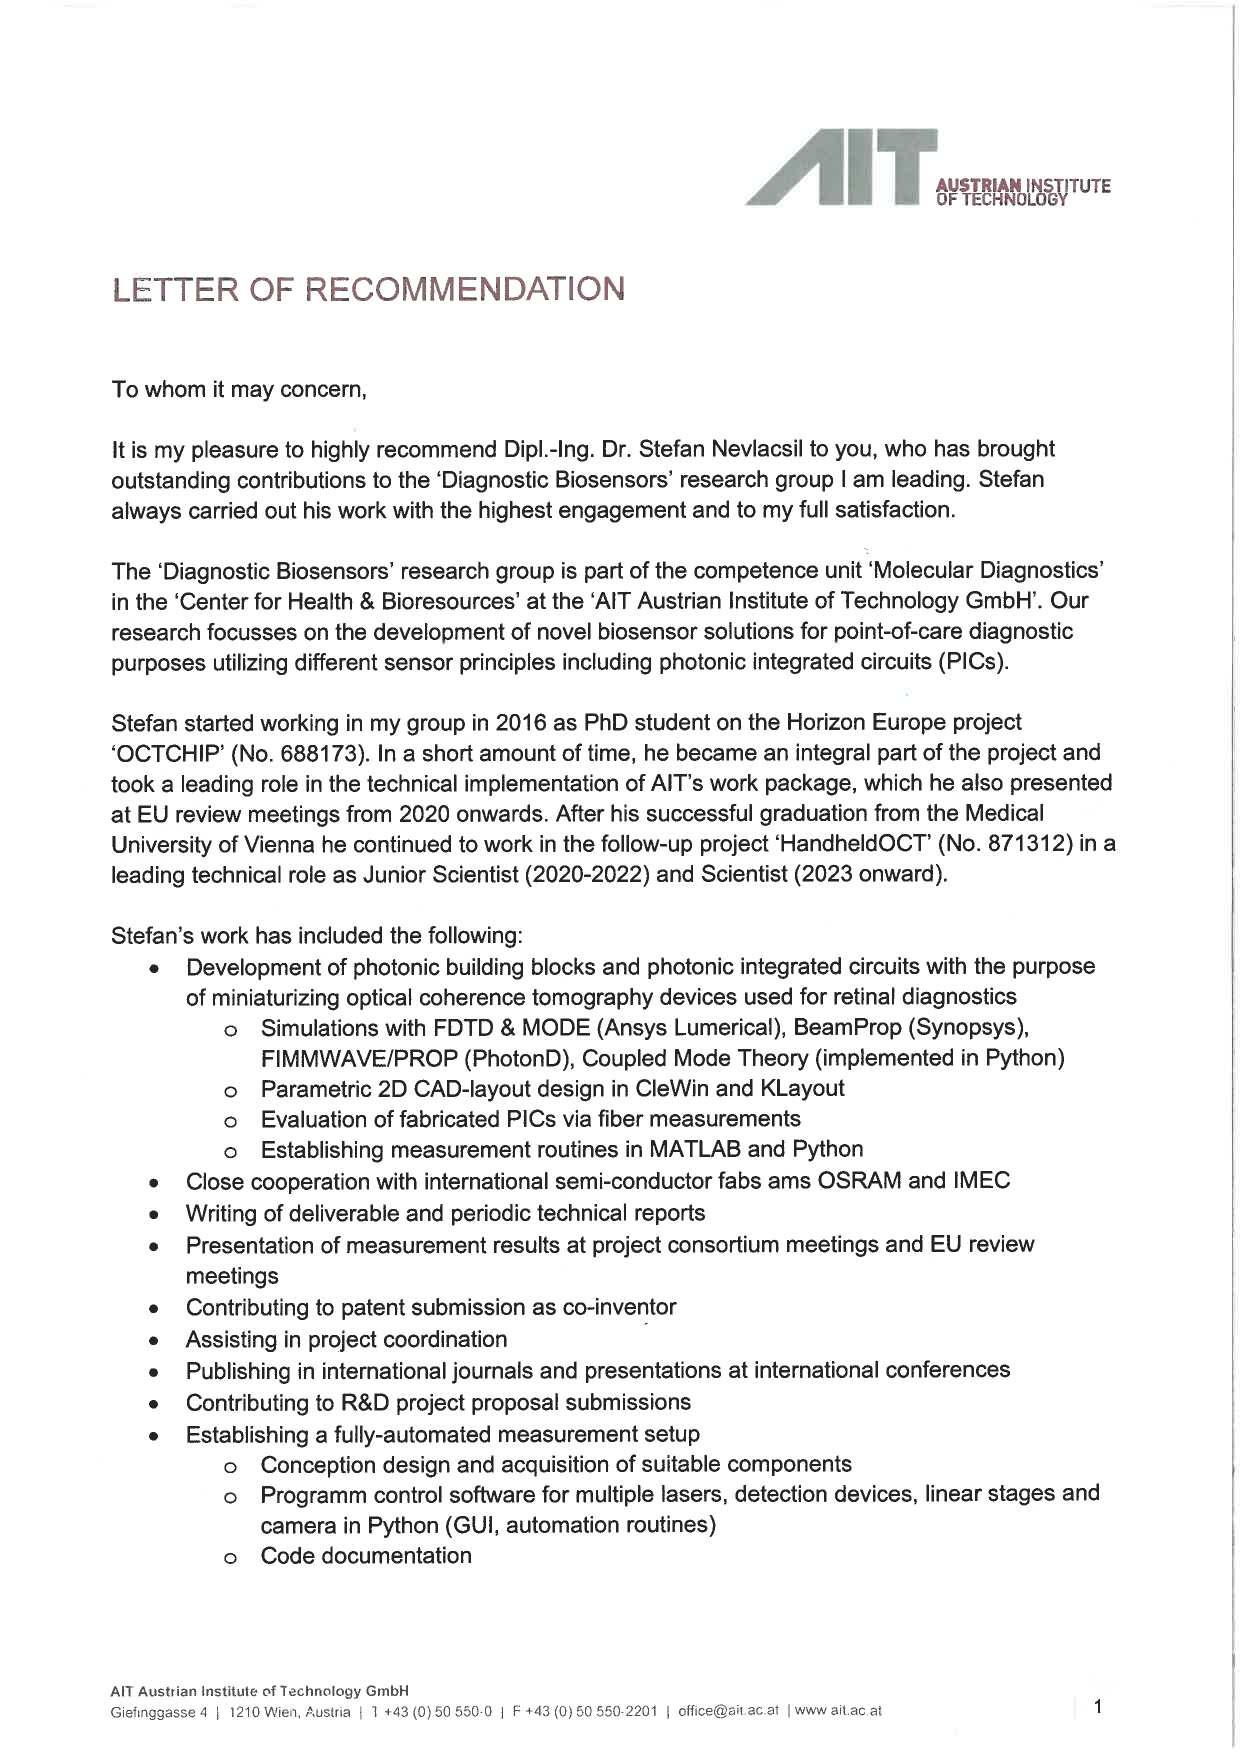 AIT
AUSTRIAN INSTITUTE
OF TECHNOLOGY
LETTER OF RECOMMENDATION
To whom it may concern,
It is my pleasure to highly recommend Dipl.-Ing. Dr. Stefan Nevlacsil to you, who has brought
outstanding contributions to the ‘Diagnostic Biosensors’ research group I am leading. Stefan
always carried out his work with the highest engagement and to my full satisfaction.
The ‘Diagnostic Biosensors’ research group is part of the competence unit ‘Molecular Diagnostics’
in the ‘Center for Health & Bioresources’ at the ‘AIT Austrian Institute of Technology GmbH’. Our
research focusses on the development of novel biosensor solutions for point-of-care diagnostic
purposes utilizing different sensor principles including photonic integrated circuits (PICs).
Stefan started working in my group in 2016 as PhD student on the Horizon Europe project
‘OCTCHIP’ (No. 688173). In a short amount of time, he became an integral part of the project and
took a leading role in the technical implementation of AIT’s work package, which he also presented
at EU review meetings from 2020 onwards. After his successful graduation from the Medical
University of Vienna he continued to work in the follow-up project ‘HandheldOCT’ (No. 871312) in a
leading technical role as Junior Scientist (2020-2022) and Scientist (2023 onward).
Stefan’s work has included the following:
• Development of photonic building blocks and photonic integrated circuits with the purpose
of miniaturizing optical coherence tomography devices used for retinal diagnostics
o Simulations with FDTD & MODE (Ansys Lumerical), BeamProp (Synopsys),
FIMMWAVE/PROP (PhotonD), Coupled Mode Theory (implemented in Python)
o Parametric 2D CAD-layout design in CleWin and KLayout
o Evaluation of fabricated PICs via fiber measurements
o Establishing measurement routines in MATLAB and Python
• Close cooperation with international semi-conductor fabs ams OSRAM and IMEC
• Writing of deliverable and periodic technical reports
• Presentation of measurement results at project consortium meetings and EU review
meetings
• Contributing to patent submission as co-inventor
• Assisting in project coordination
• Publishing in international journals and presentations at international conferences
• Contributing to R&D project proposal submissions
• Establishing a fully-automated measurement setup
o Conception design and acquisition of suitable components
o Programm control software for multiple lasers, detection devices, linear stages and
camera in Python (GUI, automation routines)
o Code documentation
AIT Austrian Institute of Technology GmbH
Giefinggasse 4 | 1210 Wien, Austria | T +43 (0) 50 550-0 | F +43 (0) 50 550-2201 | office@ait.ac.at | www ait.ac.at
1